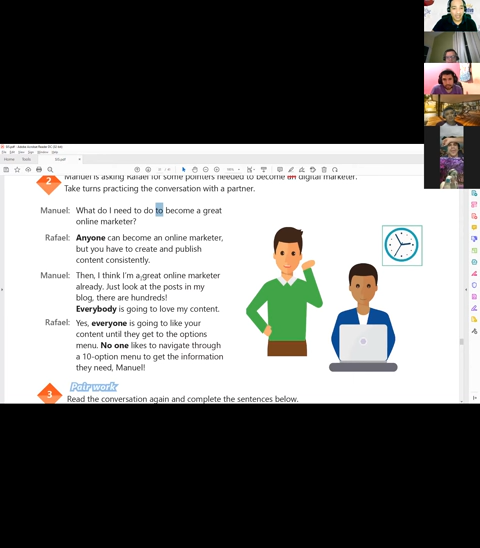 Home Tools
2 Manuel is asking Rafael for some pointers needed to become an digital marketer.
Take turns practicing the conversation with a partner.
Manuel: What do I need to do to become a great
online marketer?
Rafael: Anyone can become an online marketer,
but you have to create and publish
content consistently.
Manuel: Then, I think I'm a great online marketer
already. Just look at the posts in my
blog, there are hundreds!
Everybody is going to love my content.
Rafael: Yes, everyone is going to like your
content until they get to the options
menu. No one likes to navigate through
a 10-option menu to get the information
they need, Manuel!
Pair work
3 Read the conversation again and complete the sentences below.